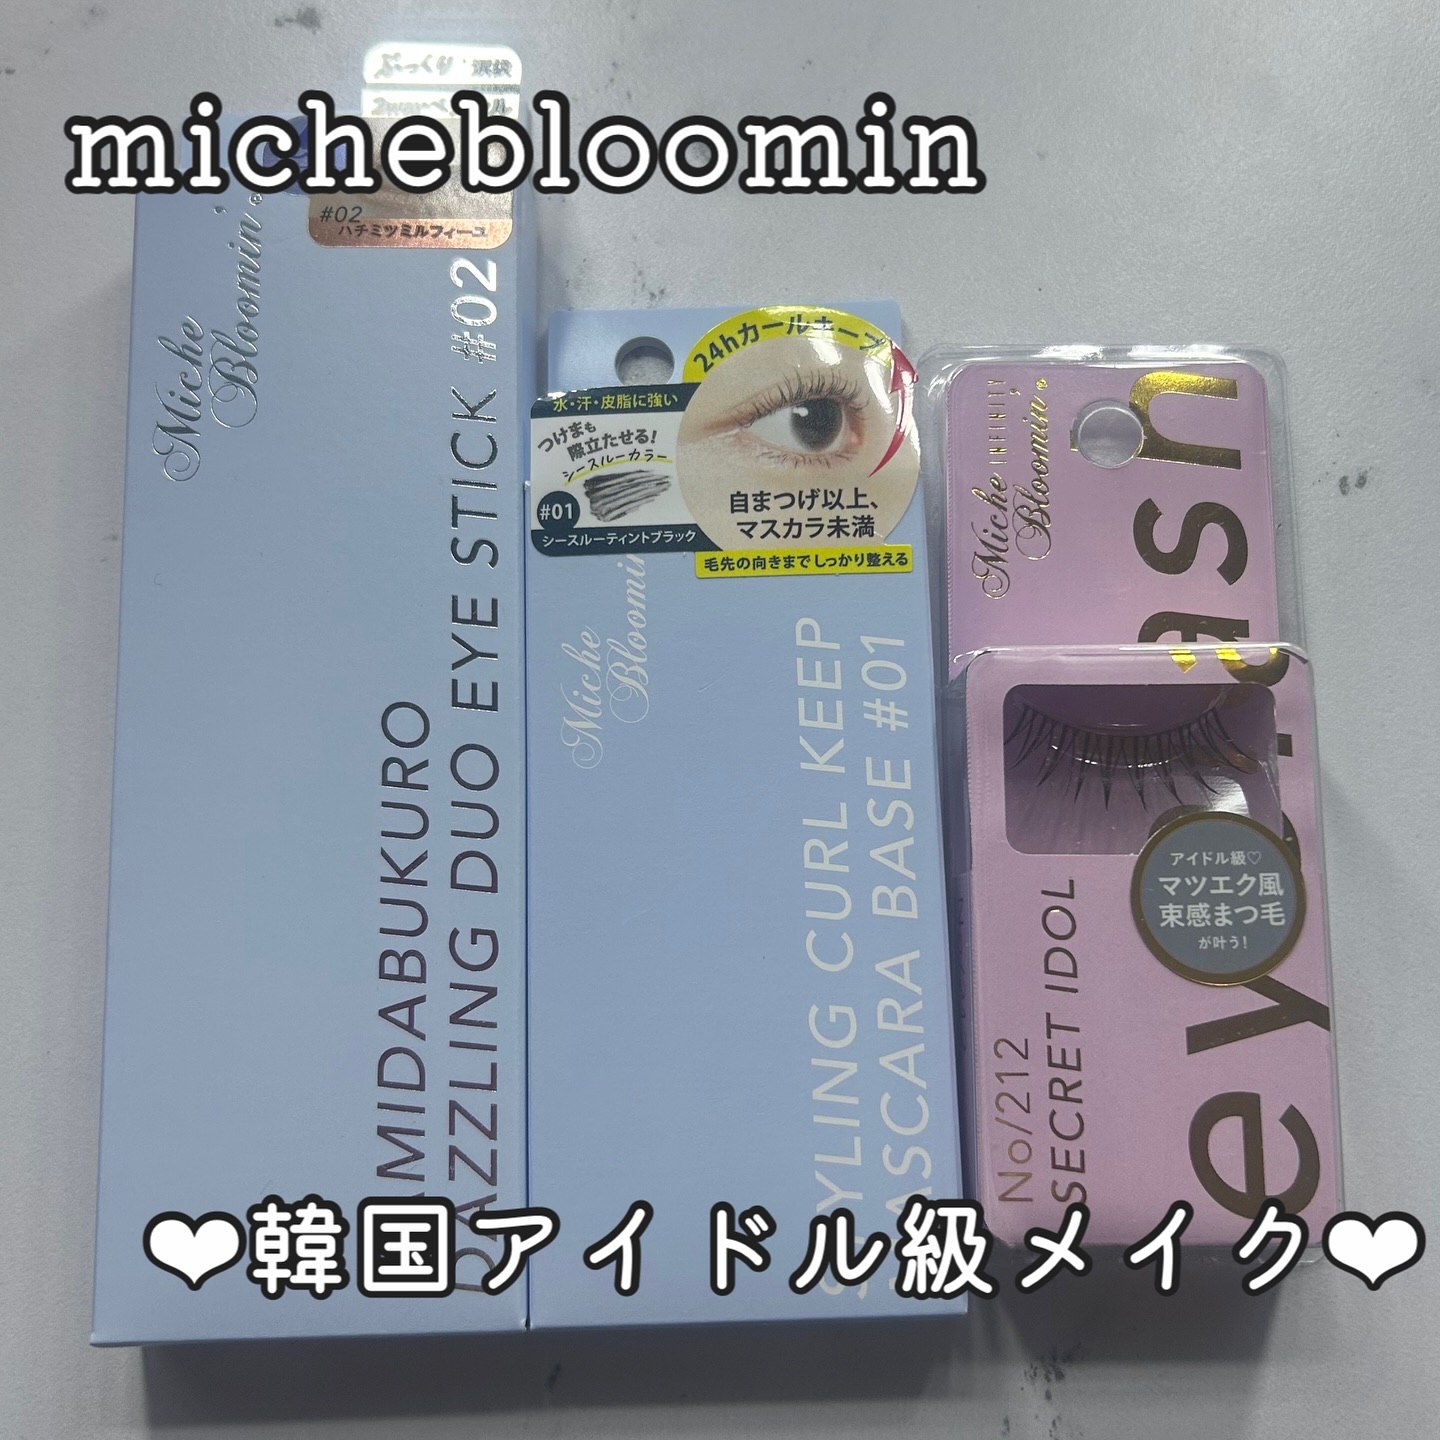 michebloomin
ぷっくり 涙袋
#02
ハチミツミルフィーユ
Miche
Bloomin'
AMIDABUKURO
DAZZLING DUO EYE STICK #02
24hカールキープ
水・汗・皮脂に強い
つけまも
際立たせる!
シースルーカラー
#01
シースルーティントブラック
自まつげ以上、
マスカラ未満
毛先の向きまでしっかり整える
Miche
Bloomin
STYLING CURL KEEP
MASCARA BASE #01
Miche INFINITY
Bloomin'
eyelash
アイドル級♡
マツエク風
束感まつ毛
が叶う!
No/212
SECRET IDOL
❤韓国アイドル級メイク❤